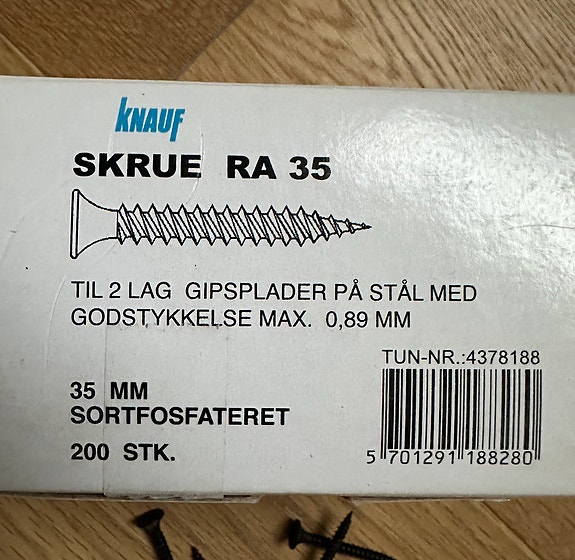 KNAUF
SKRUE RA 35
TIL 2 LAG GIPSPLADER PÅ STÅL MED
GODSTYKKELSE MAX. 0,89 MM
TUN-NR.:4378188
35 MM
SORTFOSFATERET
200 STK.
5 701291 188280